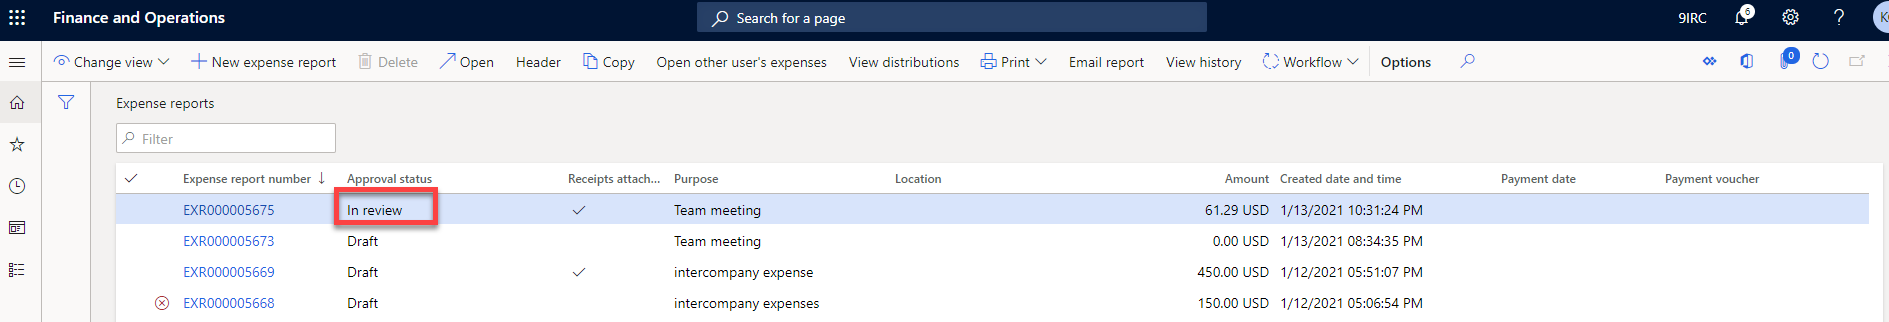 Finance and Operations Search for a page 9IRC 6 ?
Change view New expense report Delete Open Header Copy Open other user's expenses View distributions Print Email report View history Workflow Options 0
Expense reports
Filter
Expense report number Approval status Receipts attach... Purpose Location Amount Created date and time Payment date Payment voucher
EXR000005675 In review Team meeting 61.29 USD 1/13/2021 10:31:24 PM
EXR000005673 Draft Team meeting 0.00 USD 1/13/2021 08:34:35 PM
EXR000005669 Draft intercompany expense 450.00 USD 1/12/2021 05:51:07 PM
EXR000005668 Draft intercompany expenses 150.00 USD 1/12/2021 05:06:54 PM